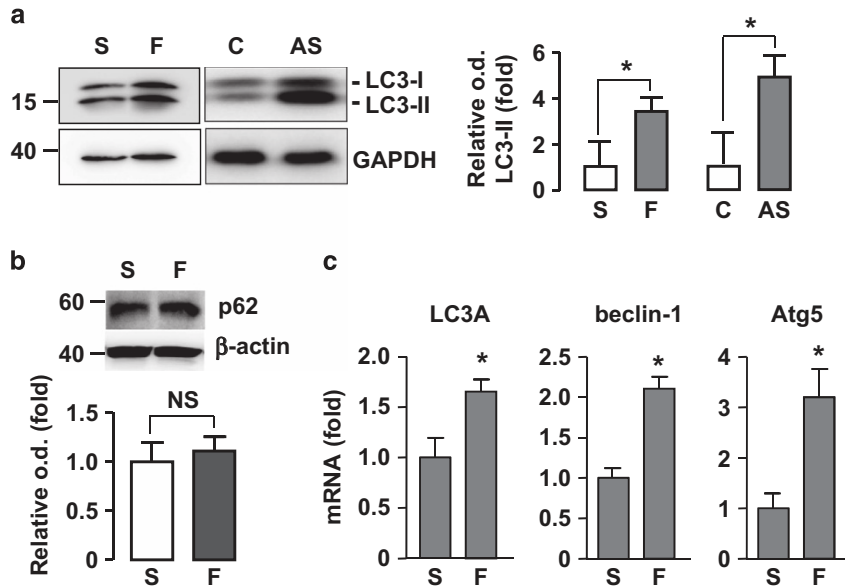 a
S F C AS
LC3-I
15 LC3-II
40 GAPDH
Relative o.d.
LC3-II (fold)
6
4
2
0
* *
S F C AS
b
S F
60 p62
40 β-actin
Relative o.d. (fold)
1.5
1.0
0.5
0
NS
S F
c
LC3A
mRNA (fold)
2.0
1.5
1.0
0.5
0
*
S F
beclin-1
2.5
2.0
1.5
1.0
0.5
0
*
S F
Atg5
4
3
2
1
0
*
S F